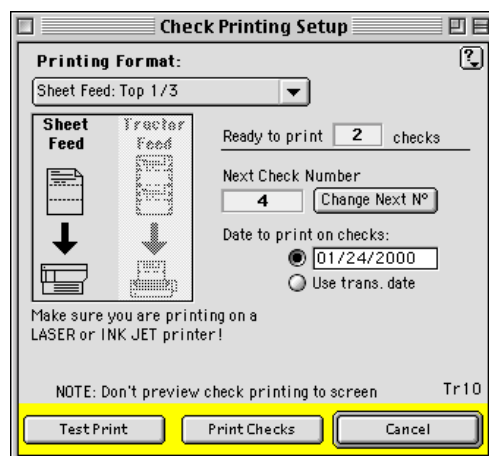 Check Printing Setup
Printing Format:
?
Sheet Feed: Top 1/3
Sheet Feed
Tractor Feed
Ready to print 2 checks
Next Check Number
4 Change Next Nº
Date to print on checks:
01/24/2000
Use trans. date
Make sure you are printing on a
LASER or INK JET printer!
NOTE: Don't preview check printing to screen Tr10
Test Print Print Checks Cancel